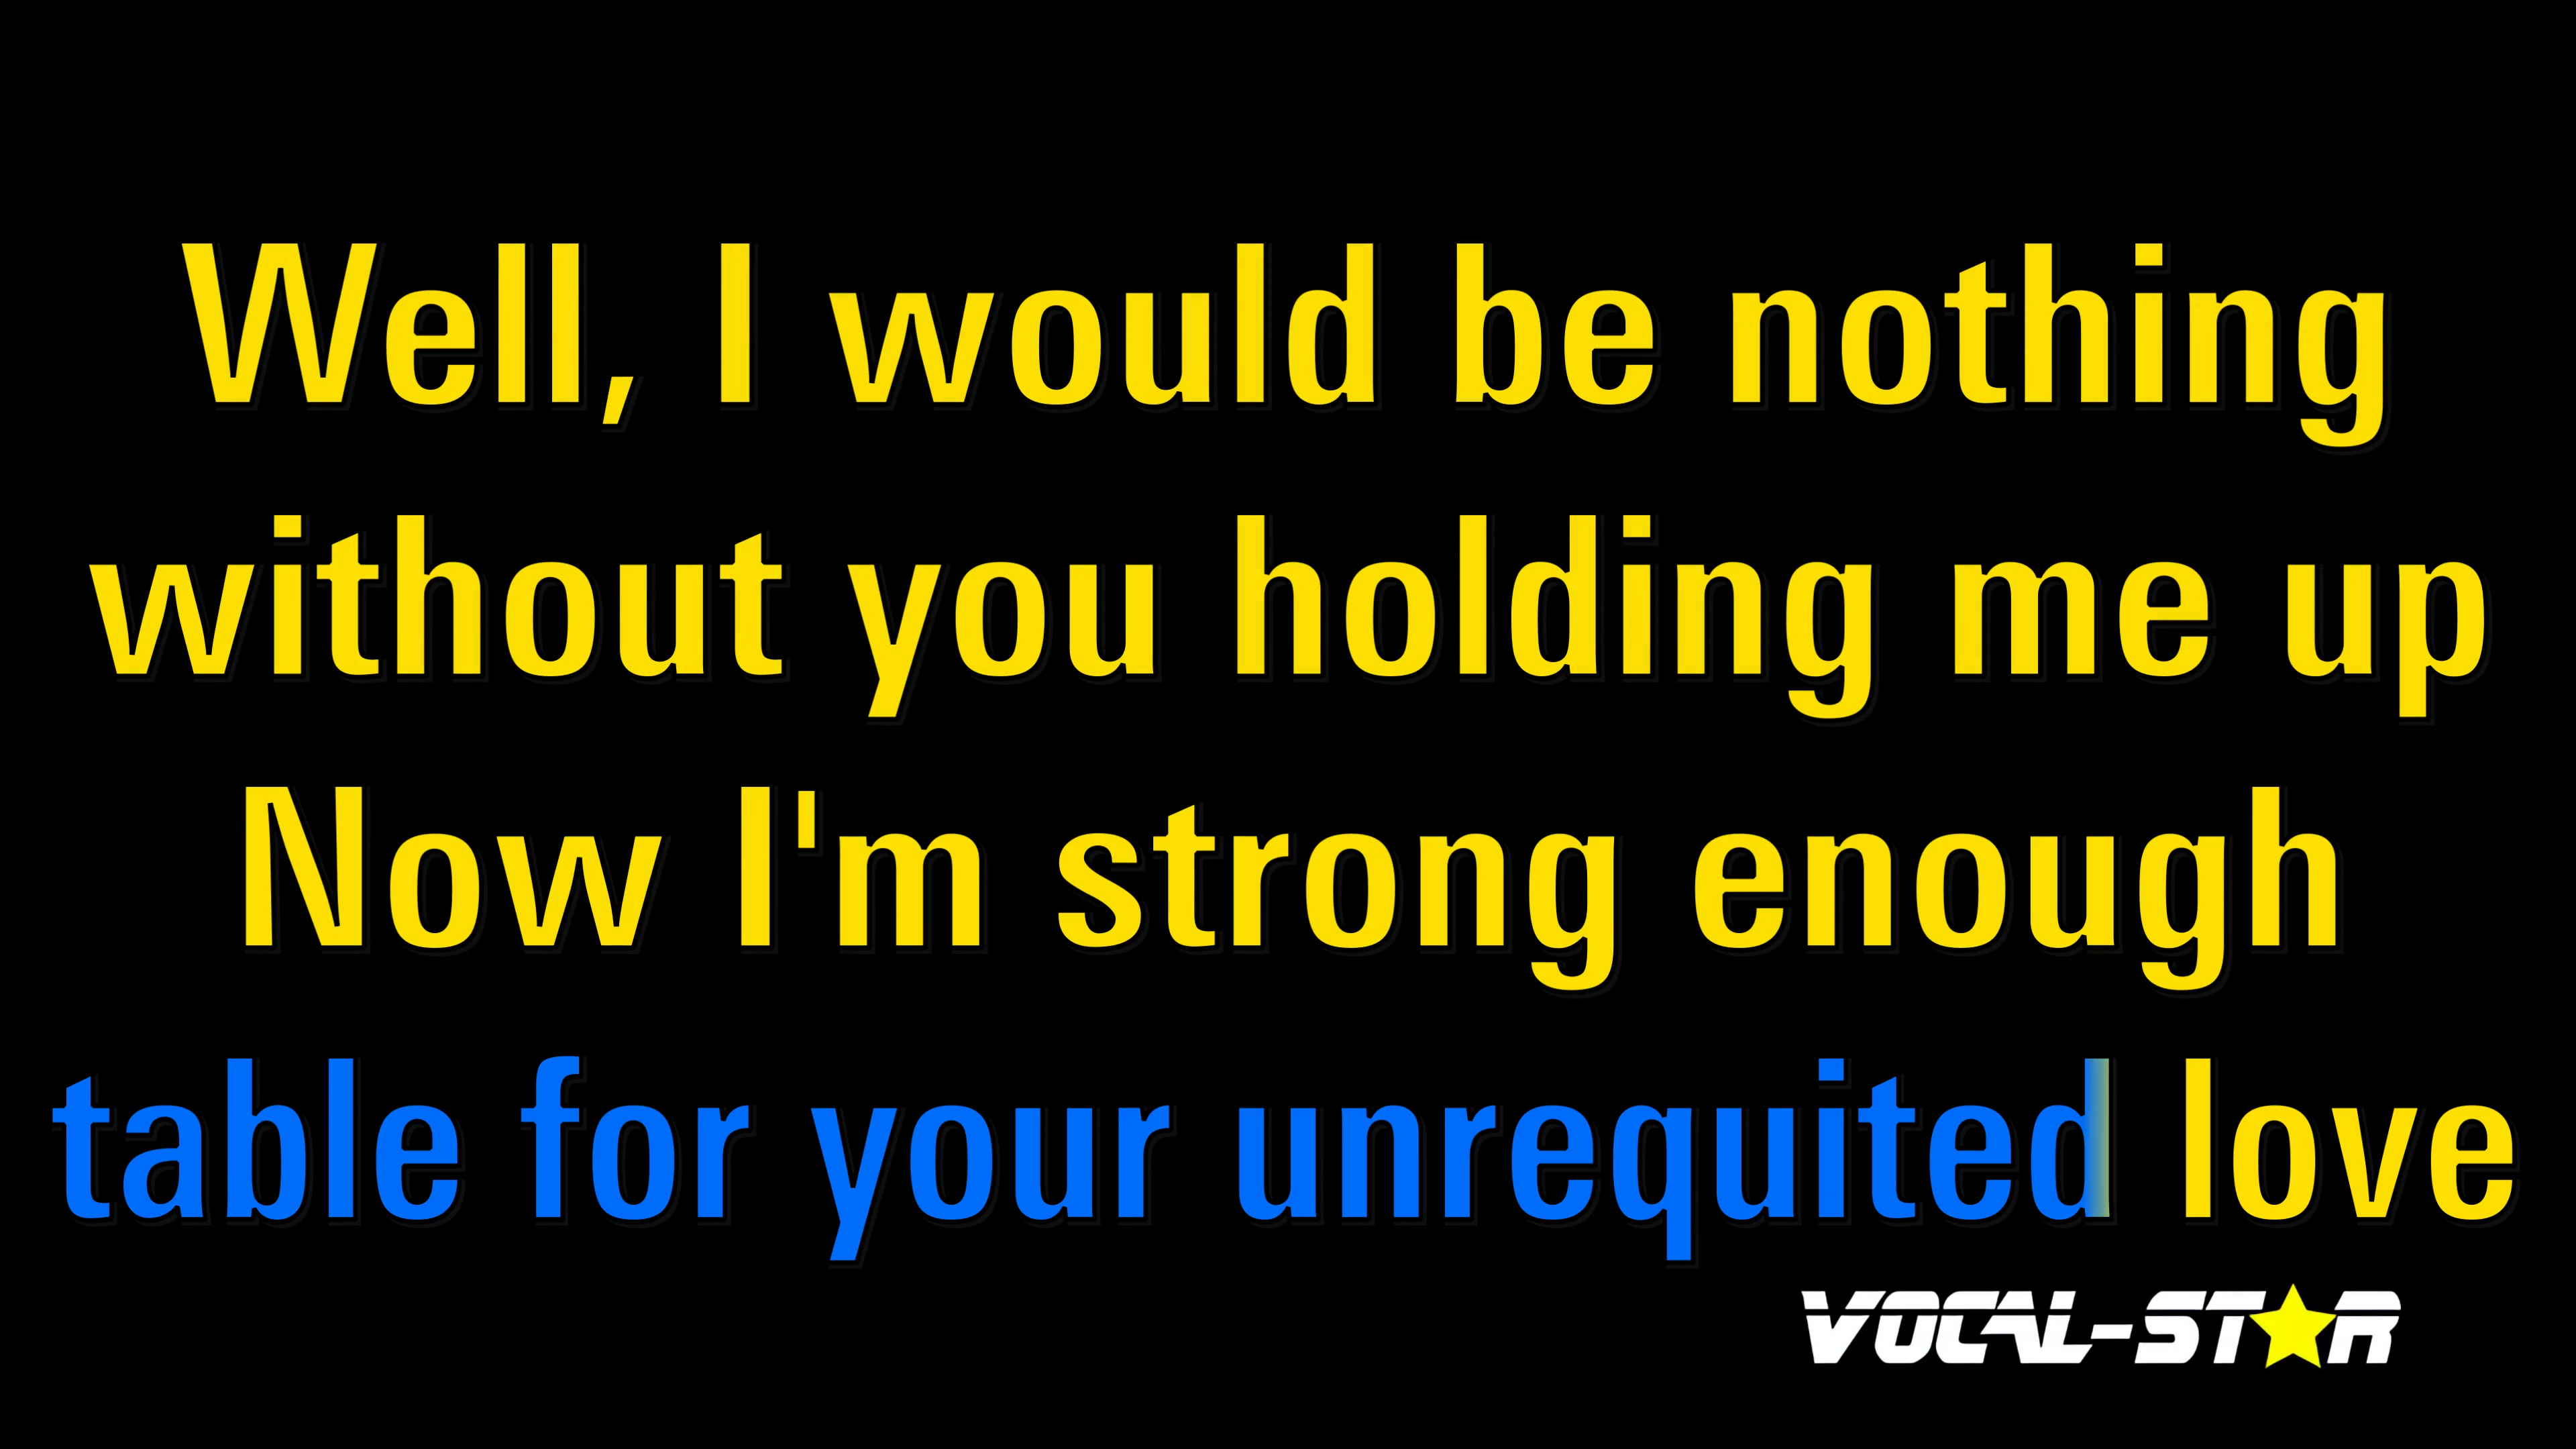 Well, I would be nothing
without you holding me up
Now I'm strong enough
table for your unrequited love
VOCAL-STAR